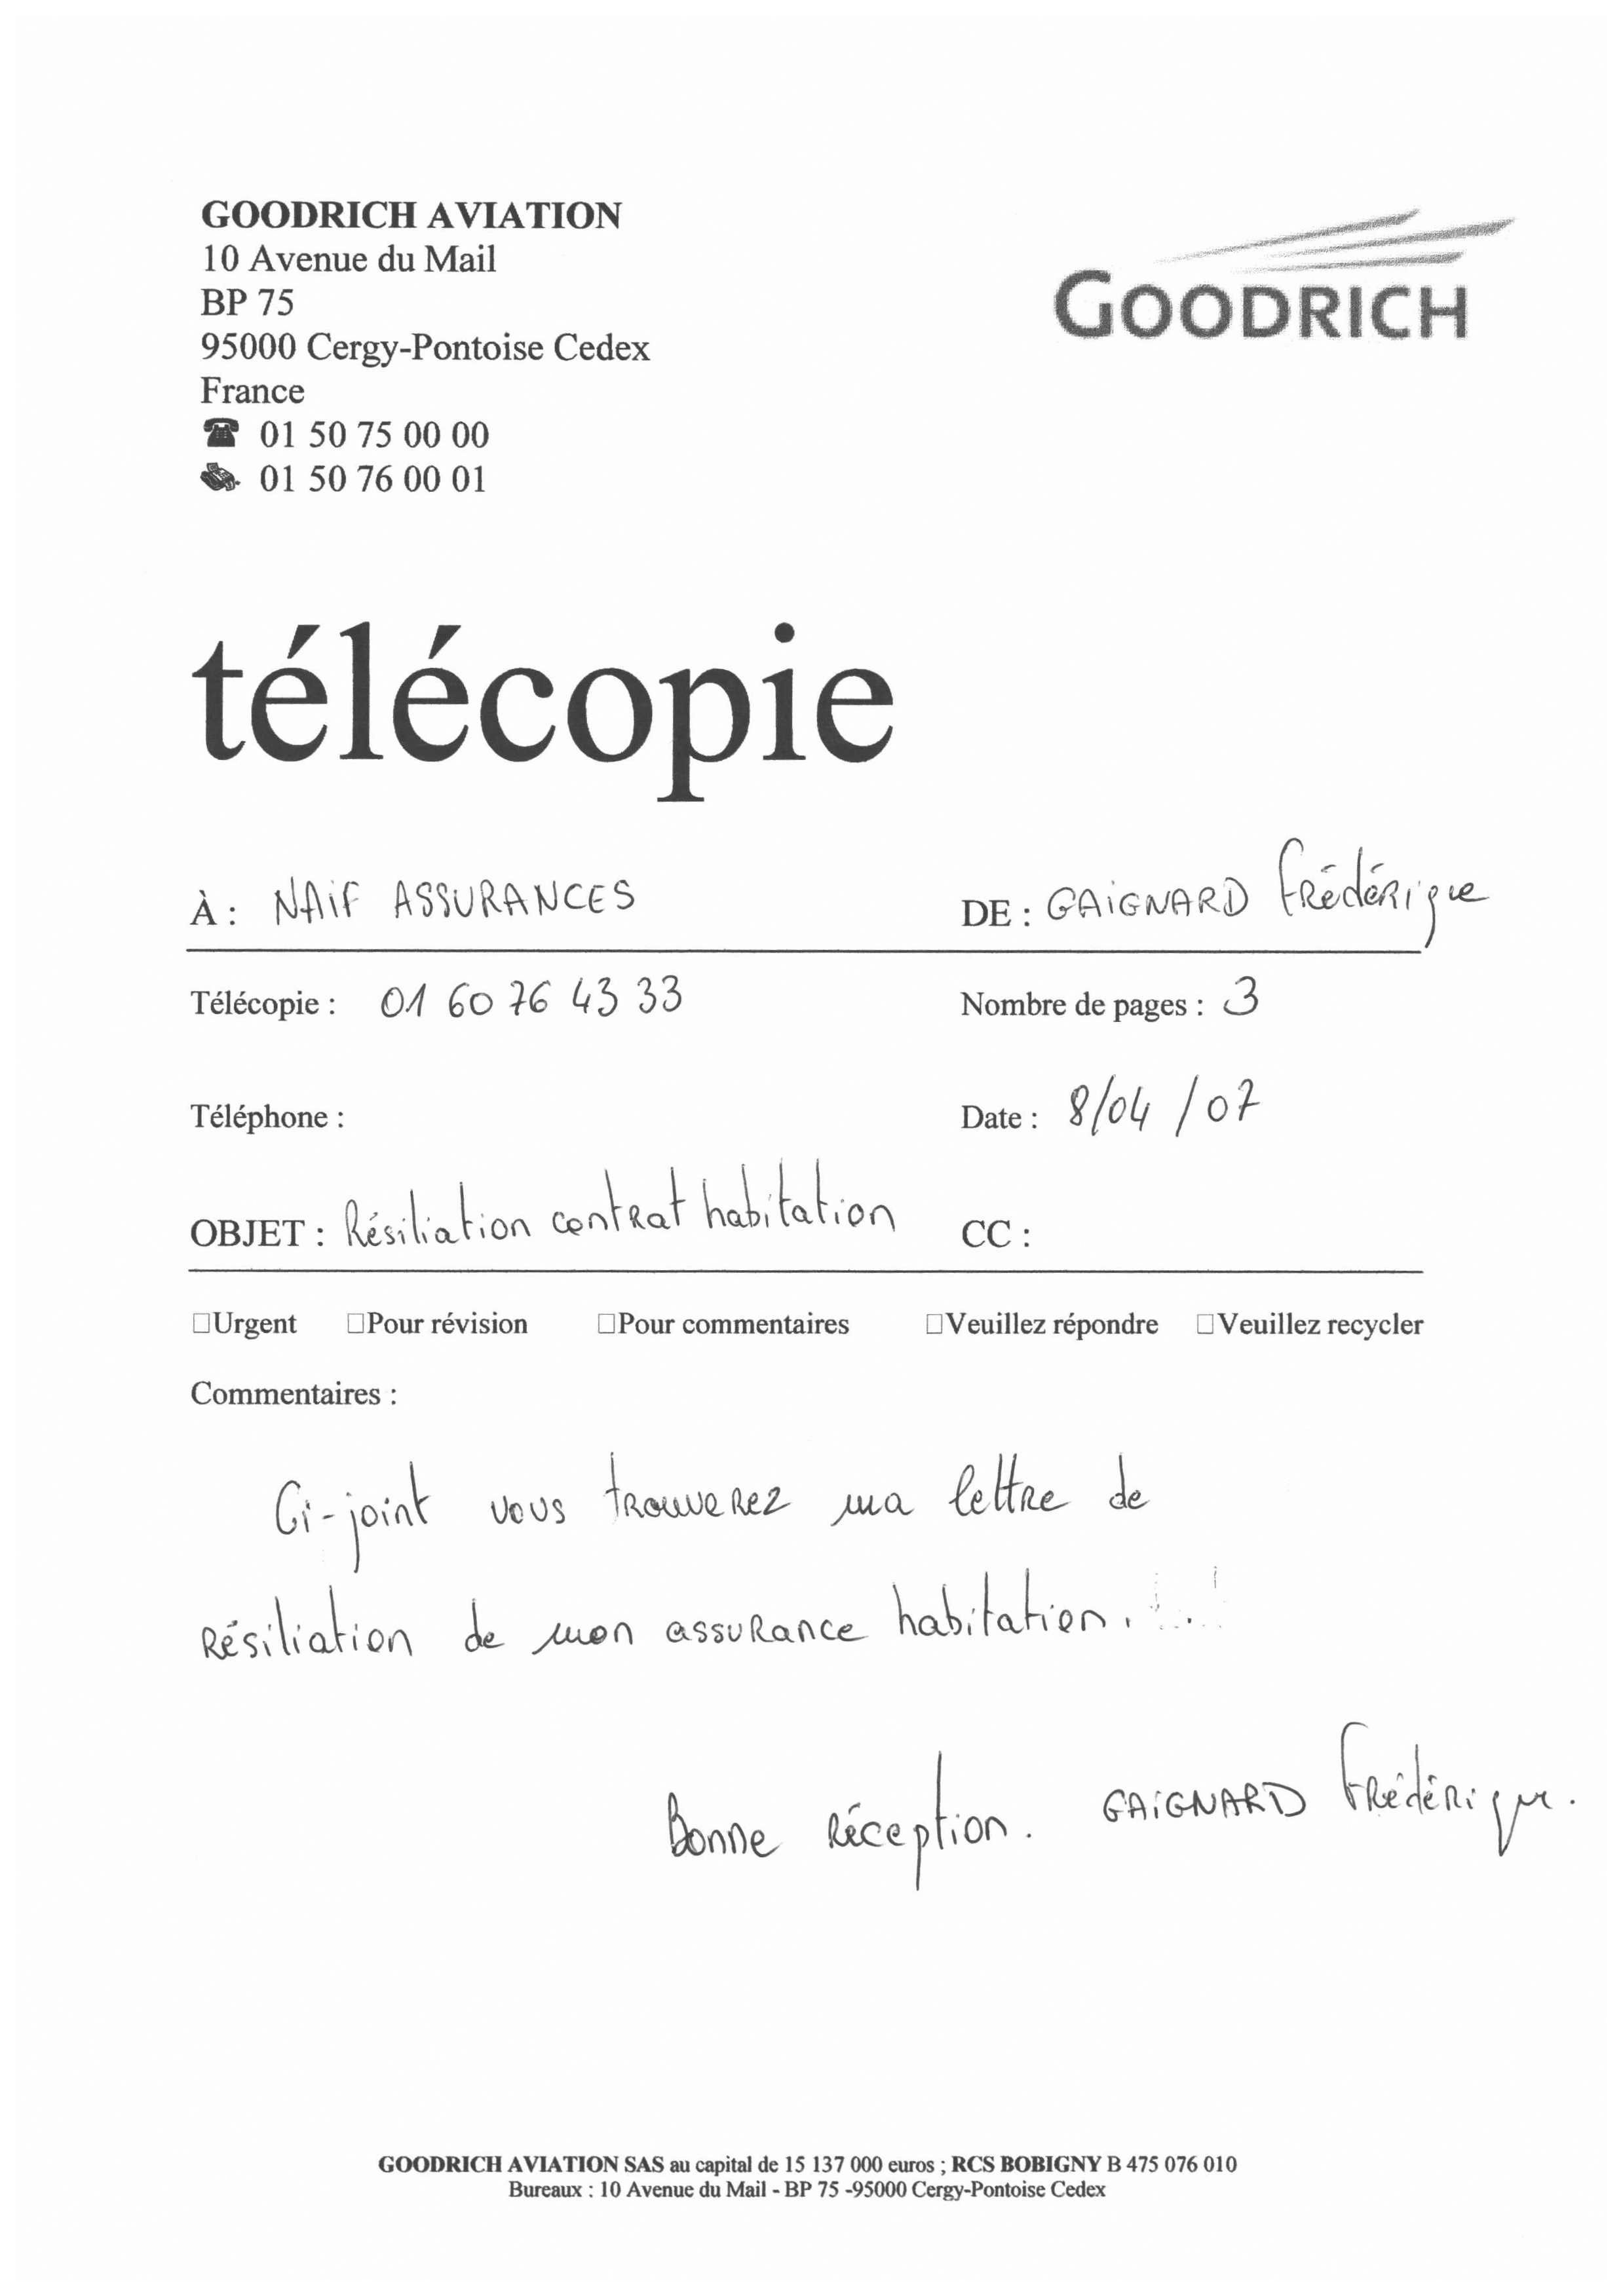 GOODRICH AVIATION
10 Avenue du Mail
BP 75
95000 Cergy-Pontoise Cedex
France
☎ 01 50 75 00 00
01 50 76 00 01
GOODRICH
télécopie
À : NAIF ASSURANCES DE : GAIGNARD Frédérique
Télécopie : 01 60 76 43 33 Nombre de pages : 3
Téléphone : Date : 8/04/07
OBJET : Résiliation contrat habitation CC :
□Urgent □Pour révision □Pour commentaires □Veuillez répondre □Veuillez recycler
Commentaires :
Ci-joint vous trouverez ma lettre de
résiliation de mon assurance habitation.
Bonne réception. GAIGNARD Frédérique.
GOODRICH AVIATION SAS au capital de 15 137 000 euros ; RCS BOBIGNY B 475 076 010
Bureaux : 10 Avenue du Mail - BP 75 -95000 Cergy-Pontoise Cedex